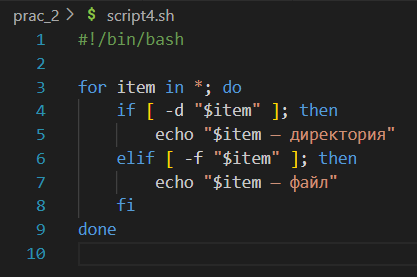 prac_2 > $ script4.sh
1 #!/bin/bash
2
3 for item in *; do
4     if [ -d "$item" ]; then
5         echo "$item — директория"
6     elif [ -f "$item" ]; then
7         echo "$item — файл"
8     fi
9 done
10